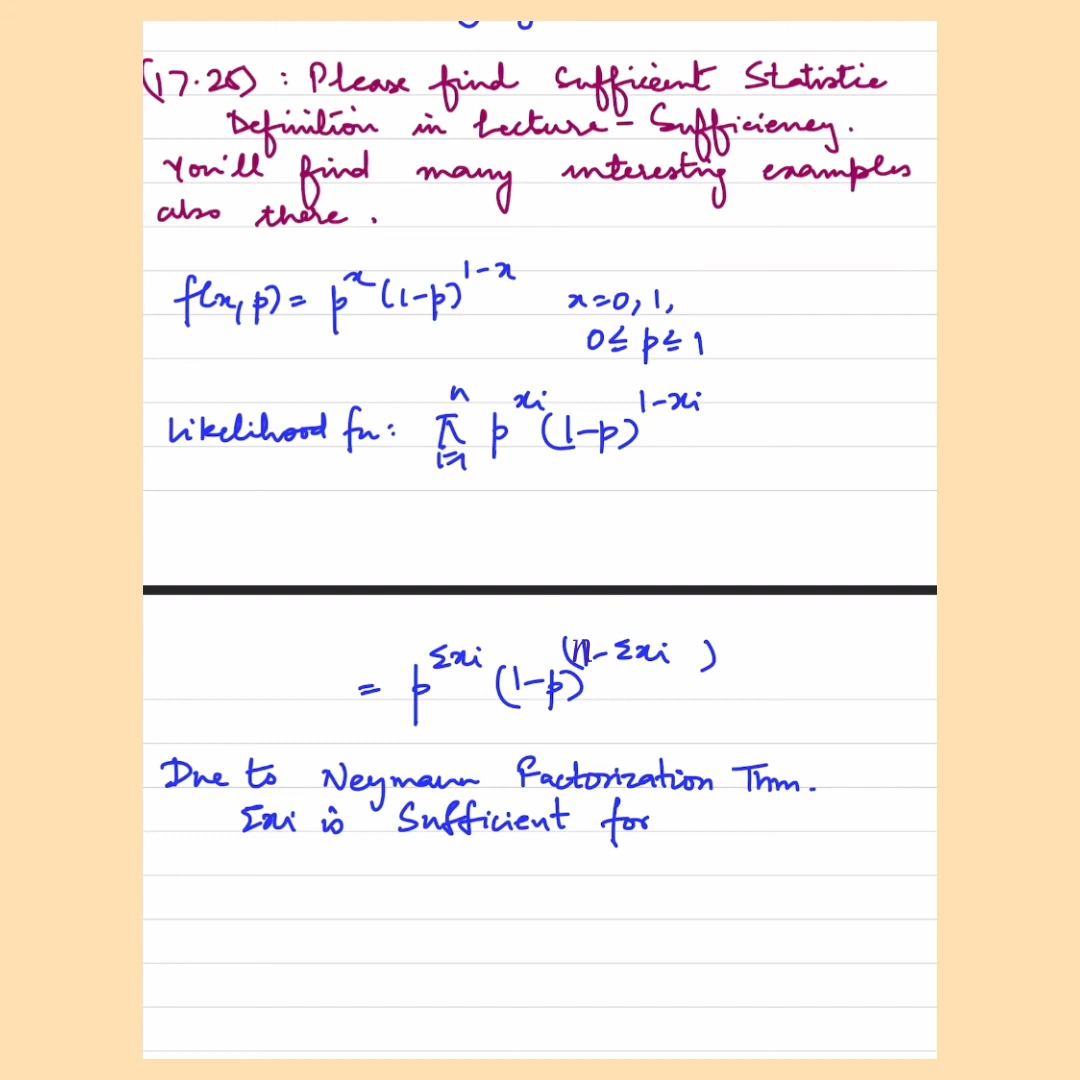 (17.26) : Please find Sufficient Statistic
Definition in Lecture - Sufficiency.
You'll find many interesting examples
also there.
f(x, p) = p^x (1-p)^{1-x} x=0, 1,
0 ≤ p ≤ 1
Likelihood fn: π_{i=1}^{n} p^{xi} (1-p)^{1-xi}
= p^{Σxi} (1-p)^{(n-Σxi)}
Due to Neymann Factorization Thm.
Σxi is Sufficient for